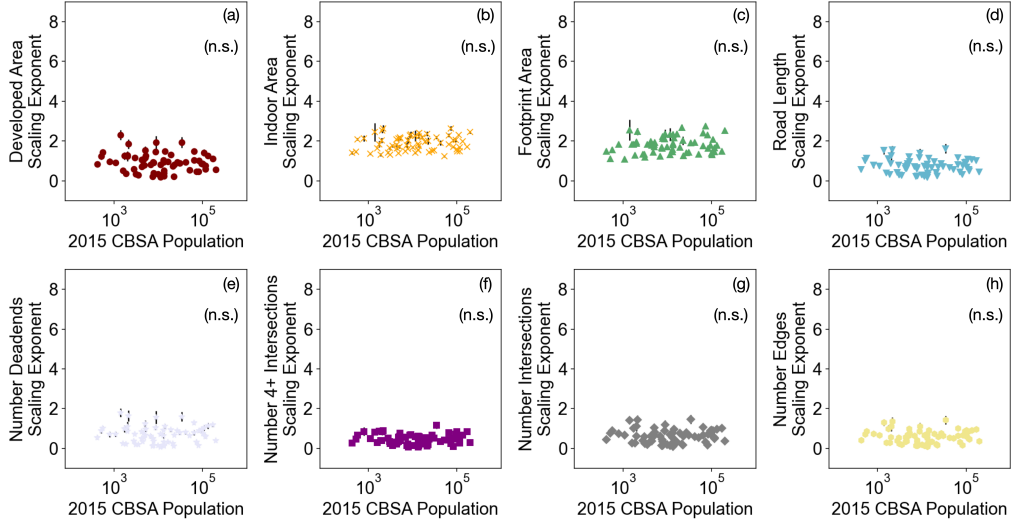 (a)
(n.s.)
Developed Area
Scaling Exponent
8
6
4
2
0
10^3
10^5
2015 CBSA Population
(b)
(n.s.)
Indoor Area
Scaling Exponent
8
6
4
2
0
10^3
10^5
2015 CBSA Population
(c)
(n.s.)
Footprint Area
Scaling Exponent
8
6
4
2
0
10^3
10^5
2015 CBSA Population
(d)
(n.s.)
Road Length
Scaling Exponent
8
6
4
2
0
10^3
10^5
2015 CBSA Population
(e)
(n.s.)
Number Deadends
Scaling Exponent
8
6
4
2
0
10^3
10^5
2015 CBSA Population
(f)
(n.s.)
Number 4+ Intersections
Scaling Exponent
8
6
4
2
0
10^3
10^5
2015 CBSA Population
(g)
(n.s.)
Number Intersections
Scaling Exponent
8
6
4
2
0
10^3
10^5
2015 CBSA Population
(h)
(n.s.)
Number Edges
Scaling Exponent
8
6
4
2
0
10^3
10^5
2015 CBSA Population